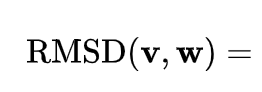 RMSD(v, w) =